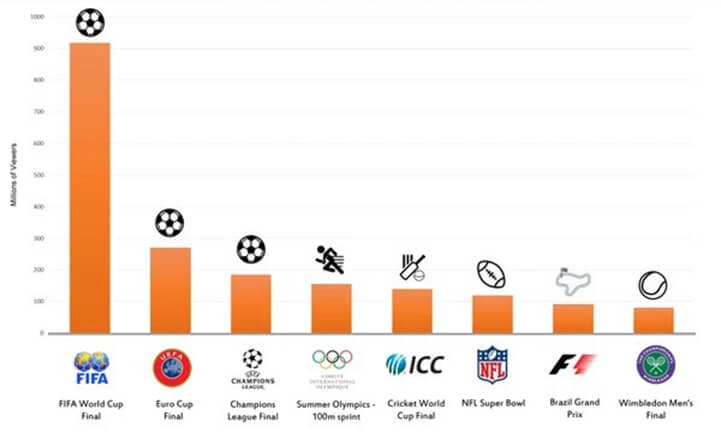 1000
900
800
700
600
500
400
300
200
100
0
Millions of Viewers
FIFA
UEFA
CHAMPIONS
LEAGUE
COMITÉ
INTERNATIONAL
OLYMPIQUE
ICC
NFL
F1
FIFA World Cup
Final
Euro Cup
Final
Champions
League Final
Summer Olympics -
100m sprint
Cricket World
Cup Final
NFL Super Bowl
Brazil Grand
Prix
Wimbledon Men's
Final